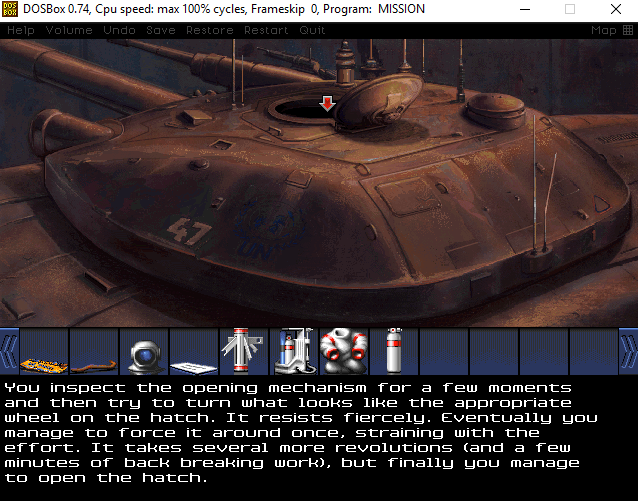 DOSBox 0.74, Cpu speed: max 100% cycles, Frameskip 0, Program: MISSION
Help Volume Undo Save Restore Restart Quit Map
47
UN
You inspect the opening mechanism for a few moments
and then try to turn what looks like the appropriate
wheel on the hatch. It resists fiercely. Eventually you
manage to force it around once, straining with the
effort. It takes several more revolutions (and a few
minutes of back breaking work), but finally you manage
to open the hatch.